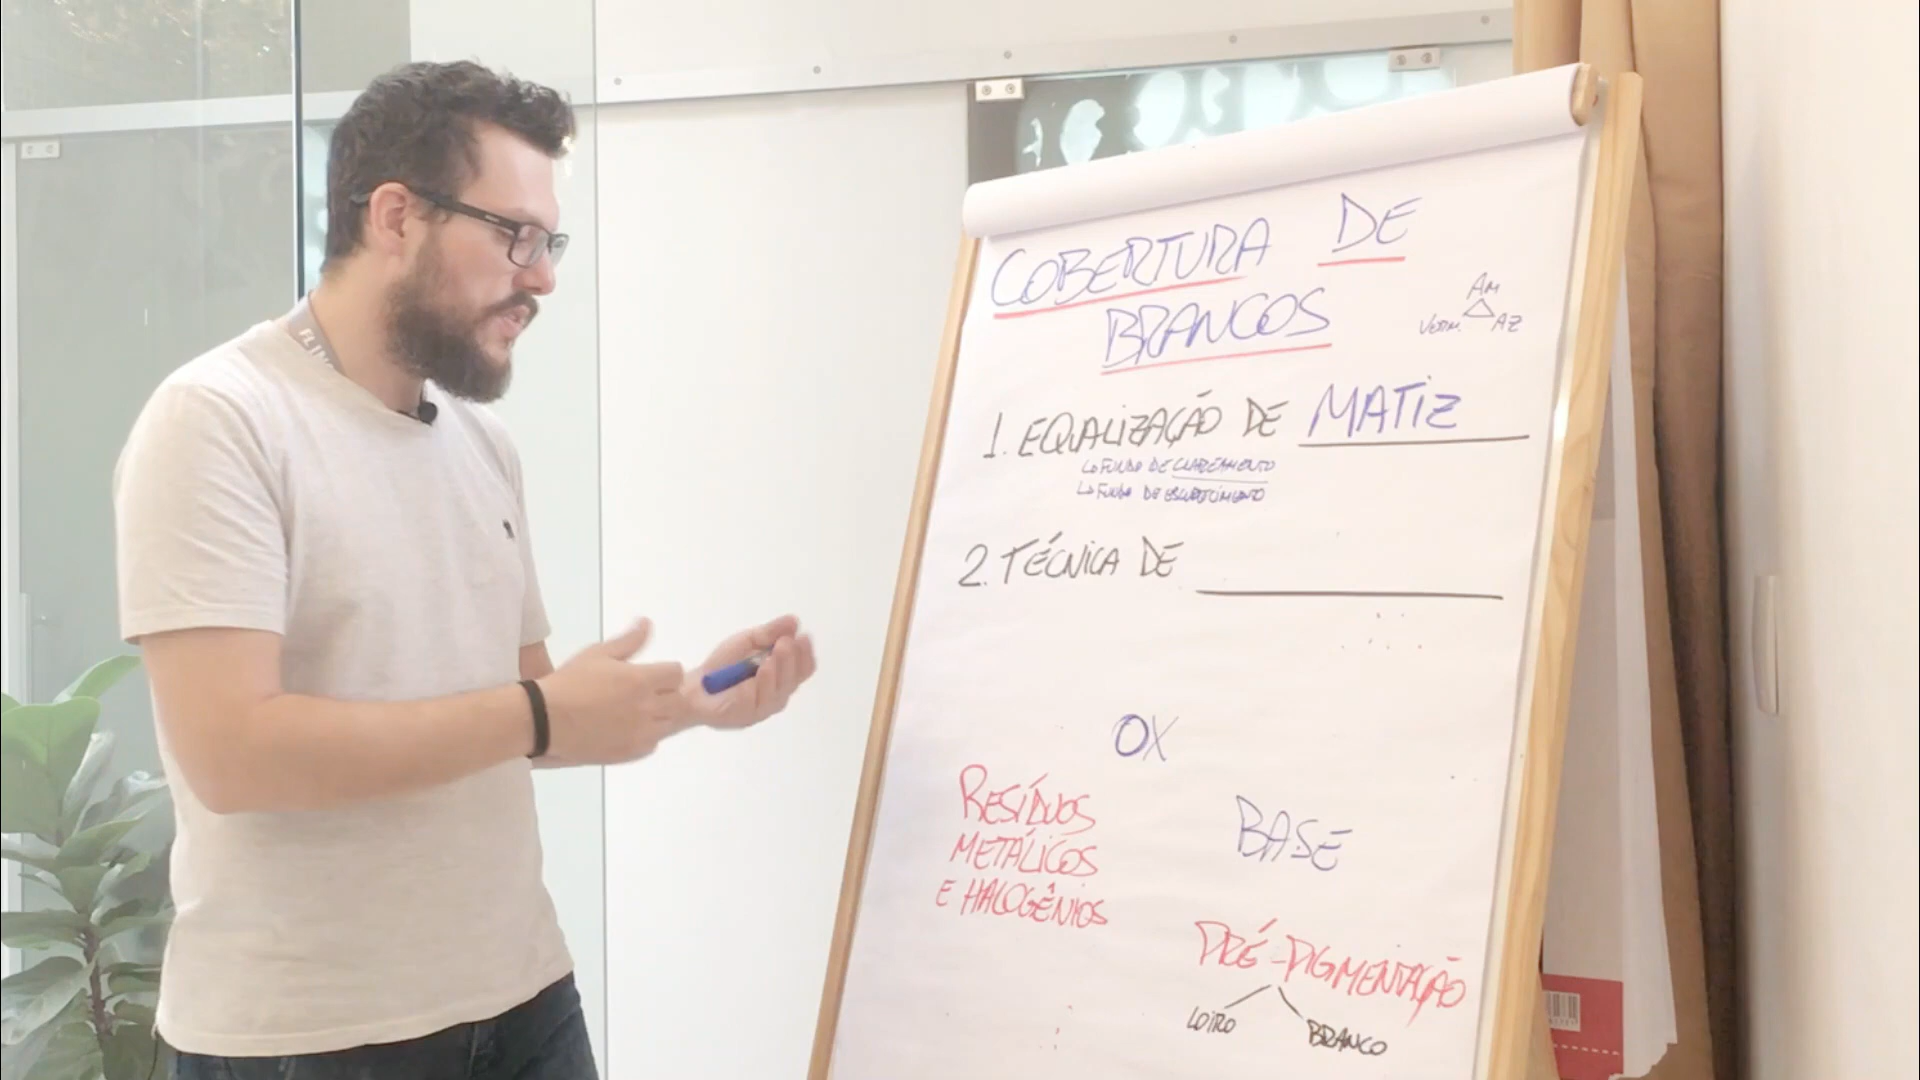 COBERTURA DE
BRANCOS
AM
VERM. AZ
1. EQUALIZAÇÃO DE MATIZ
↳ FUNDO DE CLAREAMENTO
↳ FUNDO DE ESCURECIMENTO
2. TÉCNICA DE
OX
RESÍDUOS
METÁLICOS
E HALOGÊNIOS
BASE
PRÉ-PIGMENTAÇÃO
LOIRO
BRANCO